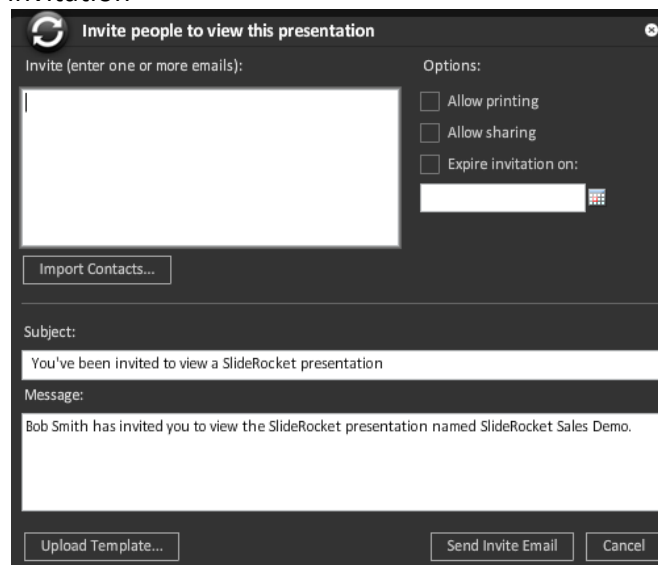 Invitation
Invite people to view this presentation
Invite (enter one or more emails):
Options:
Allow printing
Allow sharing
Expire invitation on:
Import Contacts...
Subject:
You've been invited to view a SlideRocket presentation
Message:
Bob Smith has invited you to view the SlideRocket presentation named SlideRocket Sales Demo.
Upload Template...
Send Invite Email
Cancel